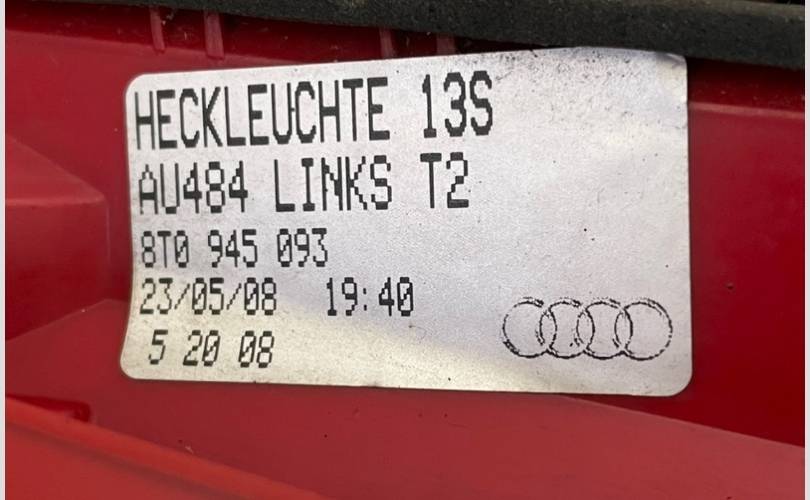 HECKLEUCHTE 13S
AU484 LINKS T2
8T0 945 093
23/05/08 19:40
5 20 08